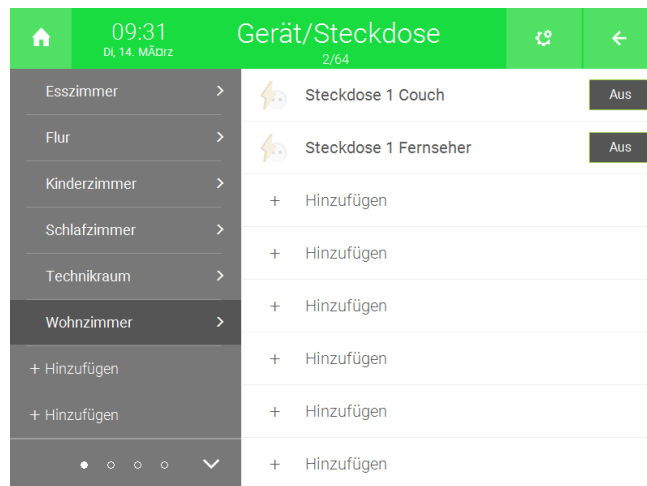 09:31
Di, 14. MÃ¤rz
Gerät/Steckdose
2/64
Esszimmer
Flur
Kinderzimmer
Schlafzimmer
Technikraum
Wohnzimmer
+ Hinzufügen
+ Hinzufügen
Steckdose 1 Couch Aus
Steckdose 1 Fernseher Aus
+ Hinzufügen
+ Hinzufügen
+ Hinzufügen
+ Hinzufügen
+ Hinzufügen
+ Hinzufügen